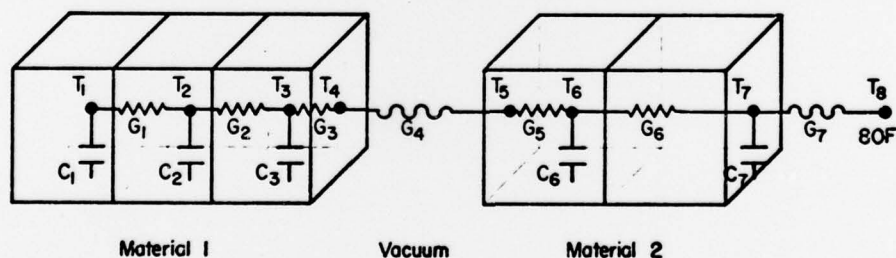 T1 T2 T3 T4 T5 T6 T7 T8
G1 G2 G3 G4 G5 G6 G7 80F
C1 C2 C3 C6 C7
Material 1 Vacuum Material 2